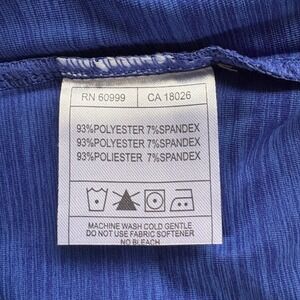 RN 60999 CA 18026
93%POLYESTER 7%SPANDEX
93%POLYESTER 7%SPANDEX
93%POLIESTER 7%SPANDEX
MACHINE WASH COLD GENTLE
DO NOT USE FABRIC SOFTENER
NO BLEACH